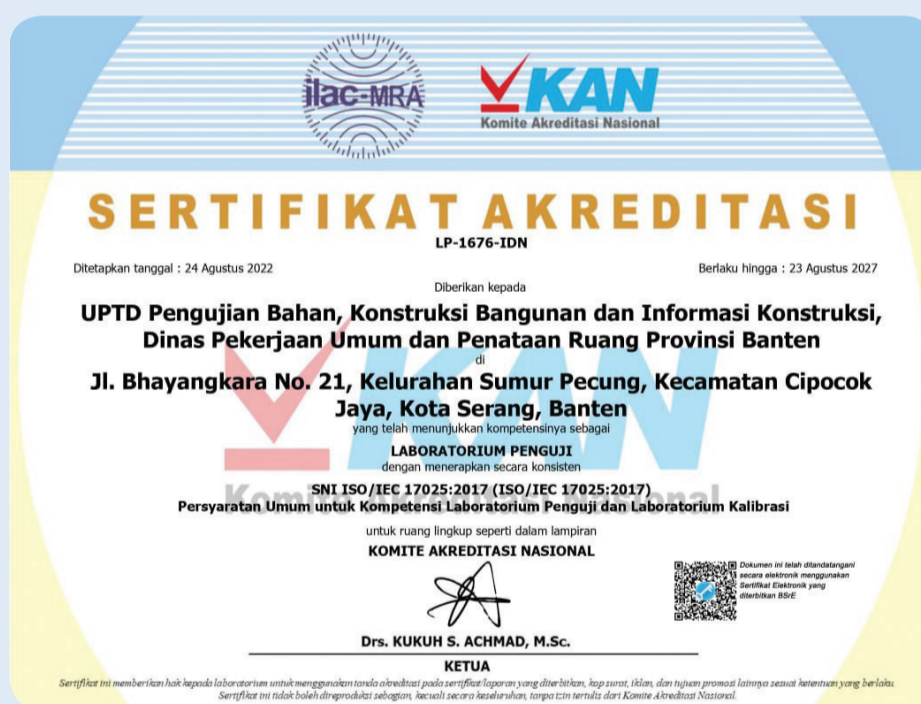 ilac-MRA
KAN
Komite Akreditasi Nasional
SERTIFIKAT AKREDITASI
LP-1676-IDN
Ditetapkan tanggal : 24 Agustus 2022
Berlaku hingga : 23 Agustus 2027
Diberikan kepada
UPTD Pengujian Bahan, Konstruksi Bangunan dan Informasi Konstruksi,
Dinas Pekerjaan Umum dan Penataan Ruang Provinsi Banten
di
Jl. Bhayangkara No. 21, Kelurahan Sumur Pecung, Kecamatan Cipocok
Jaya, Kota Serang, Banten
yang telah menunjukkan kompetensinya sebagai
LABORATORIUM PENGUJI
dengan menerapkan secara konsisten
KAN
Komite Akreditasi Nasional
SNI ISO/IEC 17025:2017 (ISO/IEC 17025:2017)
Persyaratan Umum untuk Kompetensi Laboratorium Penguji dan Laboratorium Kalibrasi
untuk ruang lingkup seperti dalam lampiran
KOMITE AKREDITASI NASIONAL
Dokumen ini telah ditandatangani
secara elektronik menggunakan
Sertifikat Elektronik yang
diterbitkan BSrE
Drs. KUKUH S. ACHMAD, M.Sc.
KETUA
Sertifikat ini memberikan hak kepada laboratorium untuk menggunakan tanda akreditasi pada sertifikat/laporan yang diterbitkan, kop surat, iklan, dan tujuan promosi lainnya sesuai ketentuan yang berlaku.
Sertifikat ini tidak boleh direproduksi sebagian, kecuali secara keseluruhan, tanpa izin tertulis dari Komite Akreditasi Nasional.